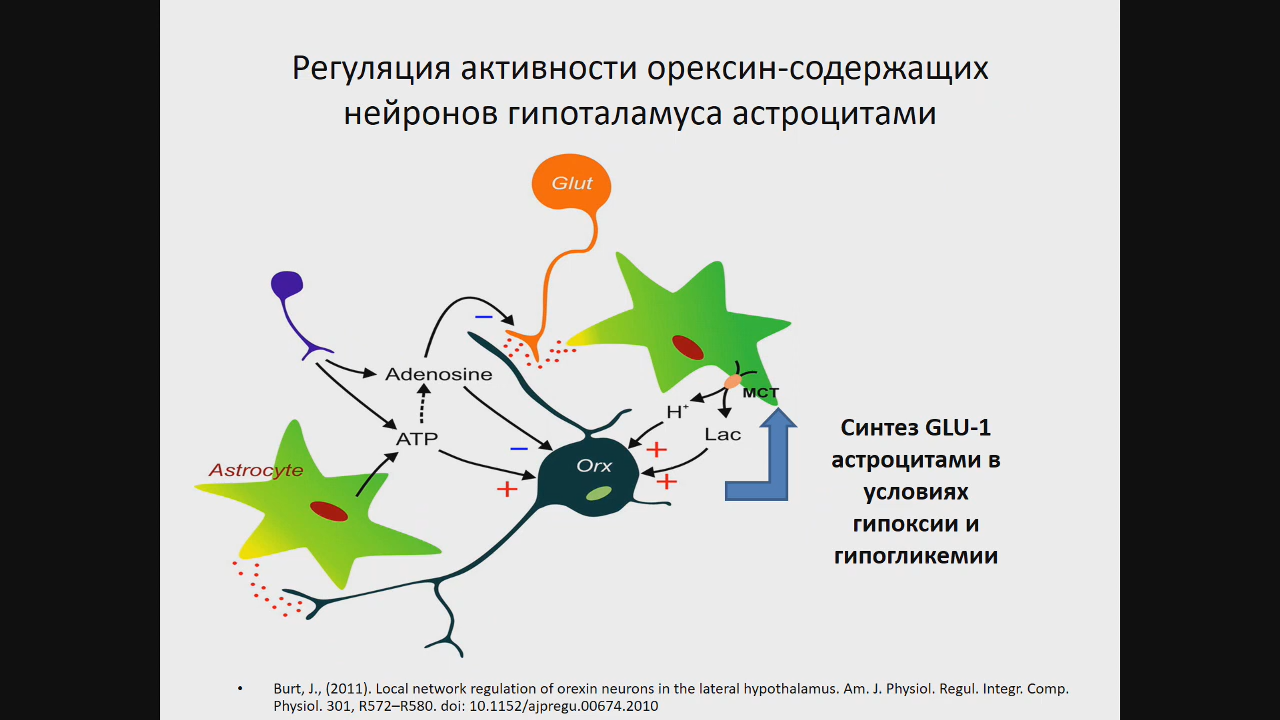 Регуляция активности орексин-содержащих
нейронов гипоталамуса астроцитами
Glut
Adenosine
ATP
Astrocyte
Orx
H⁺
Lac
MCT
Синтез GLU-1
астроцитами в
условиях
гипоксии и
гипогликемии
• Burt, J., (2011). Local network regulation of orexin neurons in the lateral hypothalamus. Am. J. Physiol. Regul. Integr. Comp.
Physiol. 301, R572–R580. doi: 10.1152/ajpregu.00674.2010